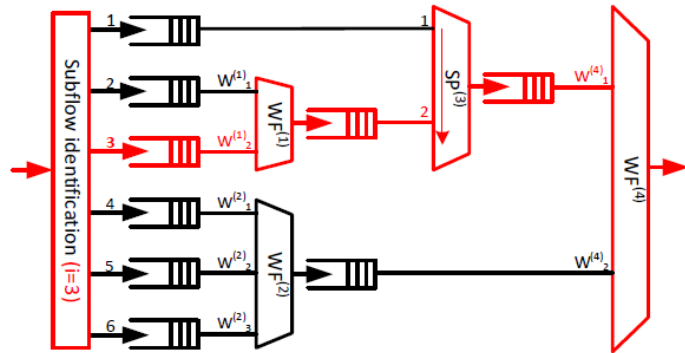 Subflow identification (i=3)
1
2
3
4
5
6
W⁽¹⁾₁
W⁽¹⁾₂
WF⁽¹⁾
W⁽²⁾₁
W⁽²⁾₂
W⁽²⁾₃
WF⁽²⁾
1
2
SP⁽³⁾
W⁽⁴⁾₁
W⁽⁴⁾₂
WF⁽⁴⁾